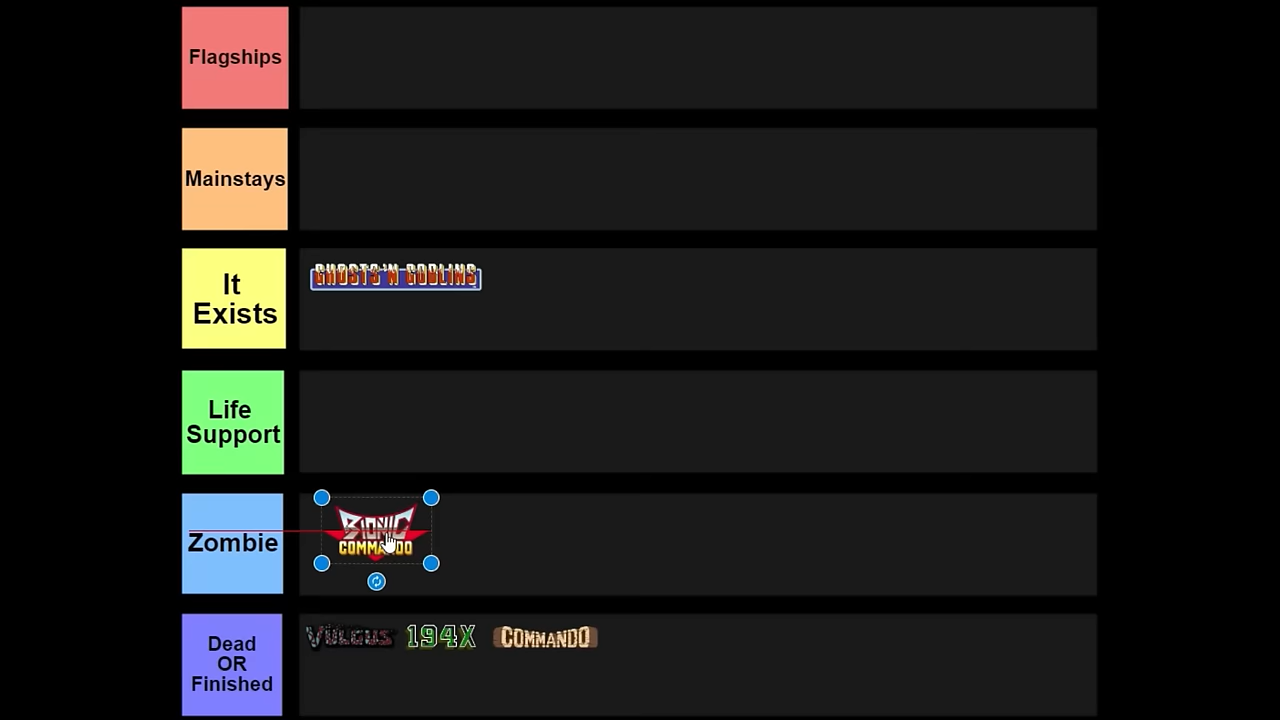 Flagships
Mainstays
It
Exists
GHOSTS'N GOBLINS
Life
Support
Zombie
BIONIC
COMMANDO
Dead
OR
Finished
VULGUS 194X COMMANDO